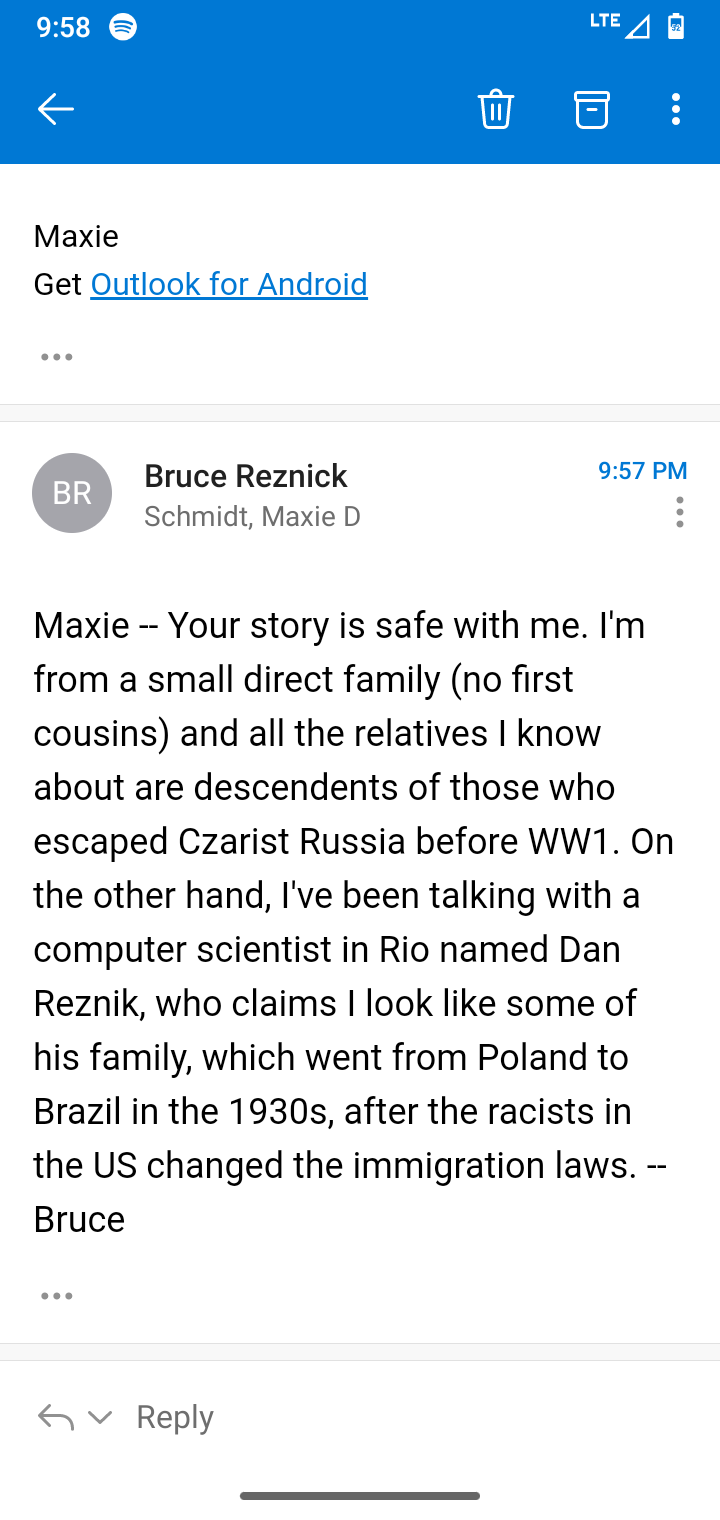 9:58
LTE
Maxie
Get Outlook for Android
BR
Bruce Reznick
9:57 PM
Schmidt, Maxie D
Maxie -- Your story is safe with me. I'm
from a small direct family (no first
cousins) and all the relatives I know
about are descendents of those who
escaped Czarist Russia before WW1. On
the other hand, I've been talking with a
computer scientist in Rio named Dan
Reznik, who claims I look like some of
his family, which went from Poland to
Brazil in the 1930s, after the racists in
the US changed the immigration laws. --
Bruce
Reply